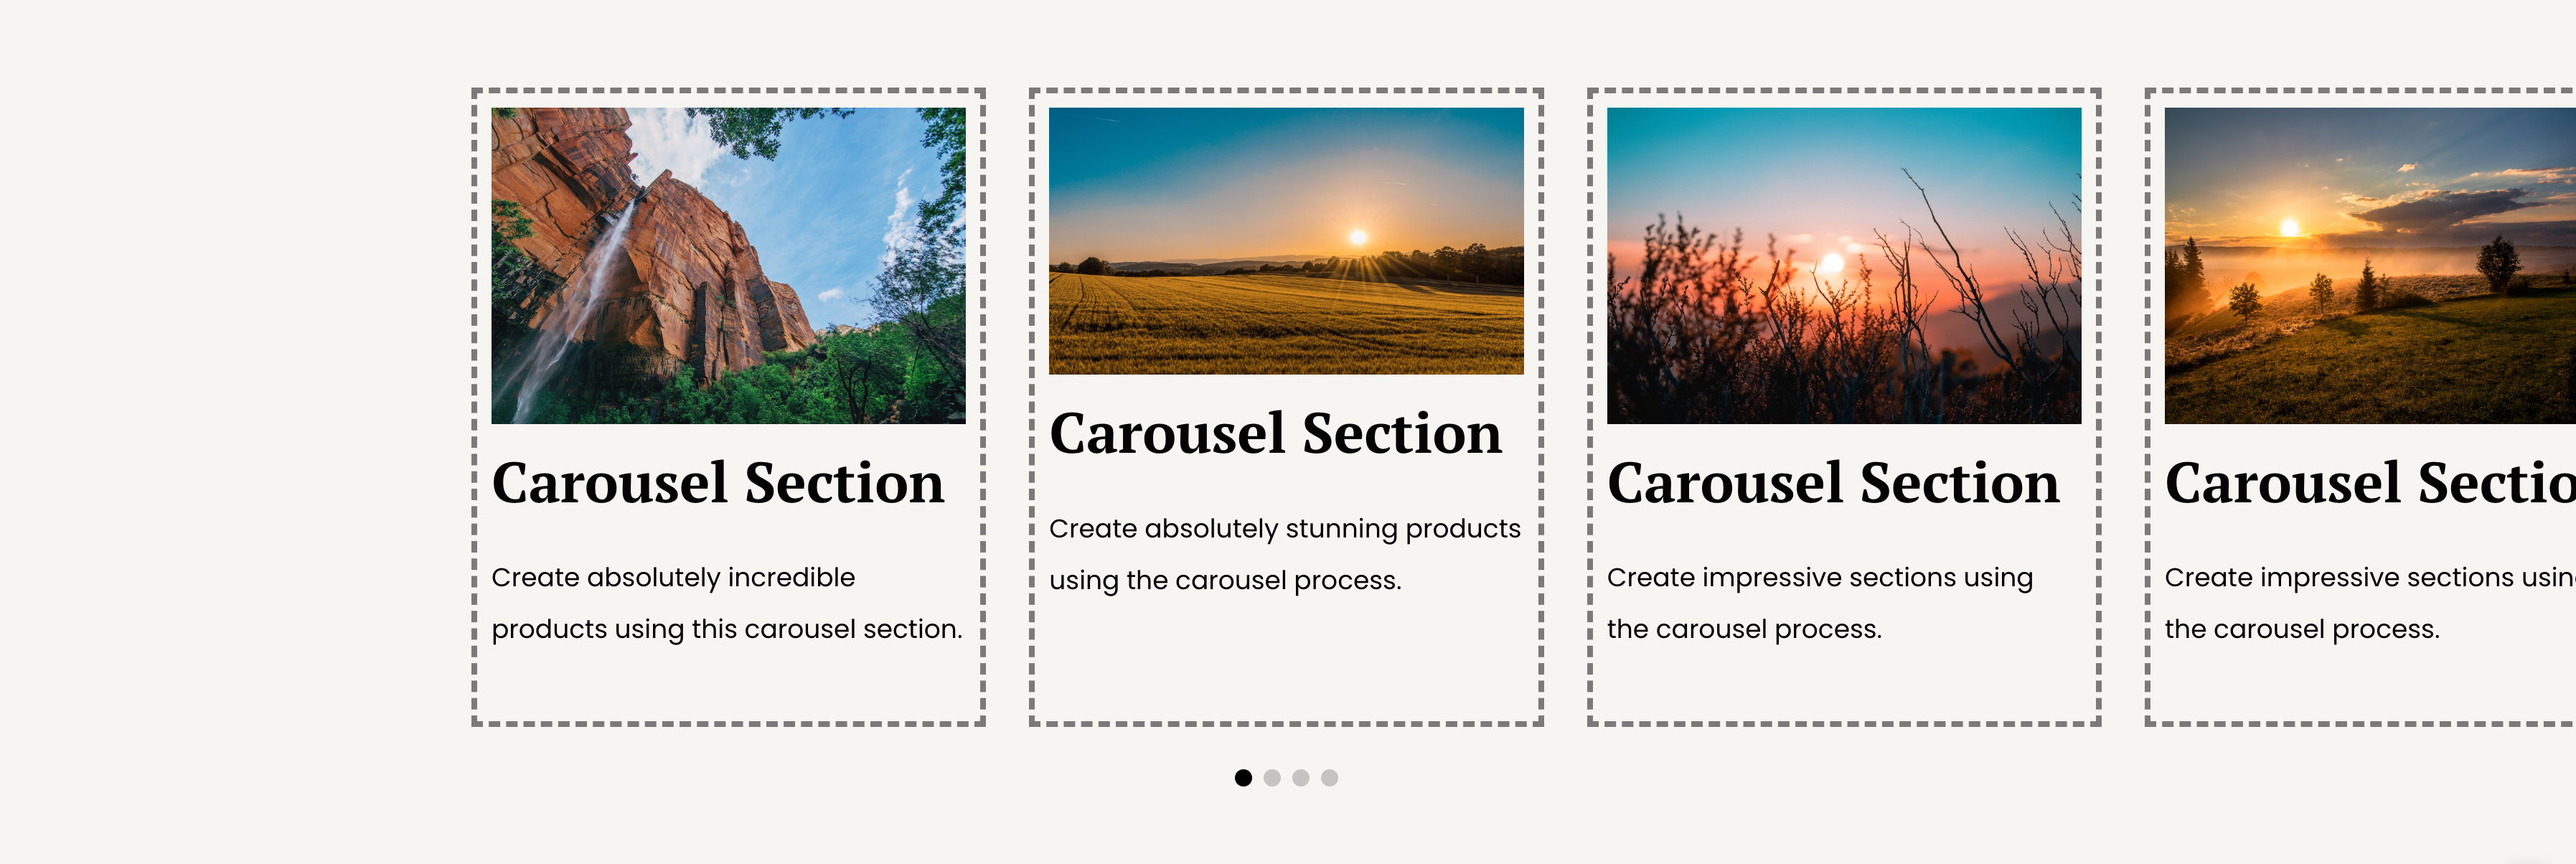 Carousel Section
Create absolutely incredible
products using this carousel section.
Carousel Section
Create absolutely stunning products
using the carousel process.
Carousel Section
Create impressive sections using
the carousel process.
Carousel Sectio
Create impressive sections usin
the carousel process.